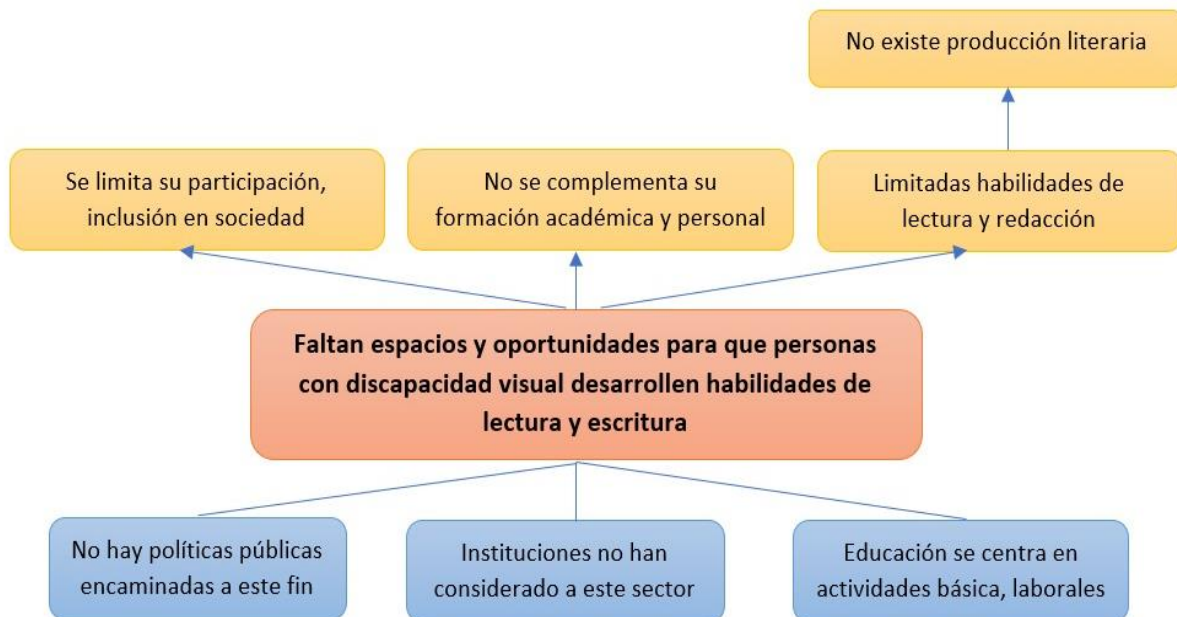 No existe producción literaria
Se limita su participación,
inclusión en sociedad
No se complementa su
formación académica y personal
Limitadas habilidades de
lectura y redacción
Faltan espacios y oportunidades para que personas
con discapacidad visual desarrollen habilidades de
lectura y escritura
No hay políticas públicas
encaminadas a este fin
Instituciones no han
considerado a este sector
Educación se centra en
actividades básica, laborales